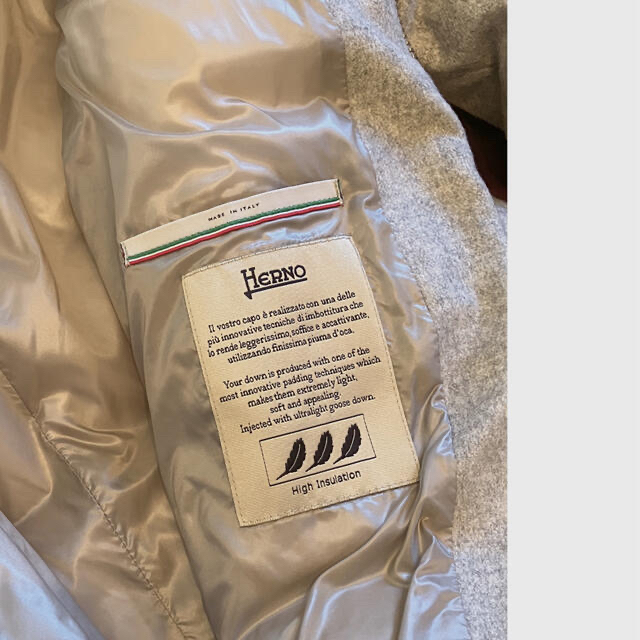 MADE IN ITALY
HERNO
Il vostro capo è realizzato con una delle
più innovative tecniche di imbottitura che
lo rende leggerissimo, soffice e accattivante,
utilizzando finissima piuma d'oca.
Your down is produced with one of the
most innovative padding techniques which
makes them extremely light,
soft and appealing.
Injected with ultralight goose down.
High Insulation